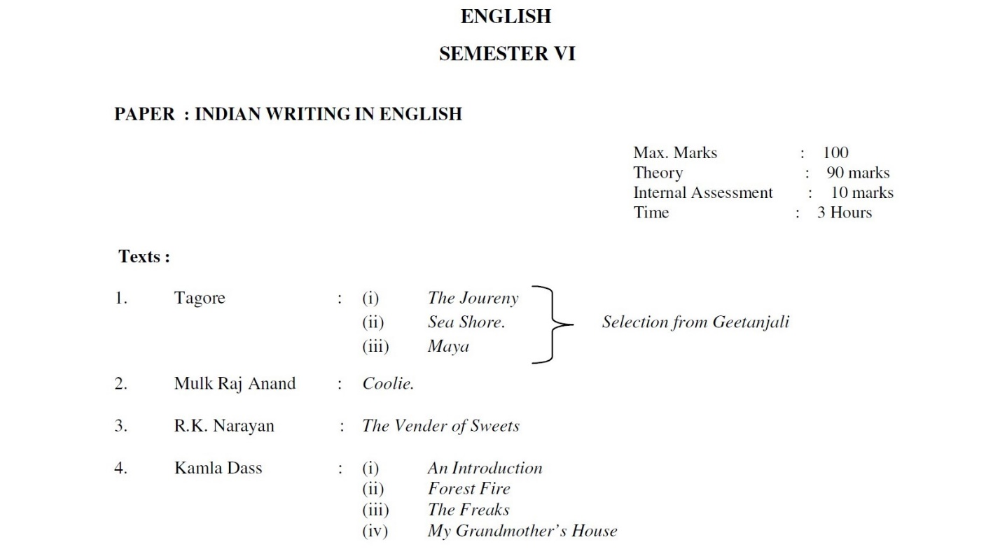 ENGLISH
SEMESTER VI
PAPER : INDIAN WRITING IN ENGLISH
Max. Marks : 100
Theory : 90 marks
Internal Assessment : 10 marks
Time : 3 Hours
Texts :
1. Tagore : (i) The Joureny
(ii) Sea Shore. Selection from Geetanjali
(iii) Maya
2. Mulk Raj Anand : Coolie.
3. R.K. Narayan : The Vender of Sweets
4. Kamla Dass : (i) An Introduction
(ii) Forest Fire
(iii) The Freaks
(iv) My Grandmother's House